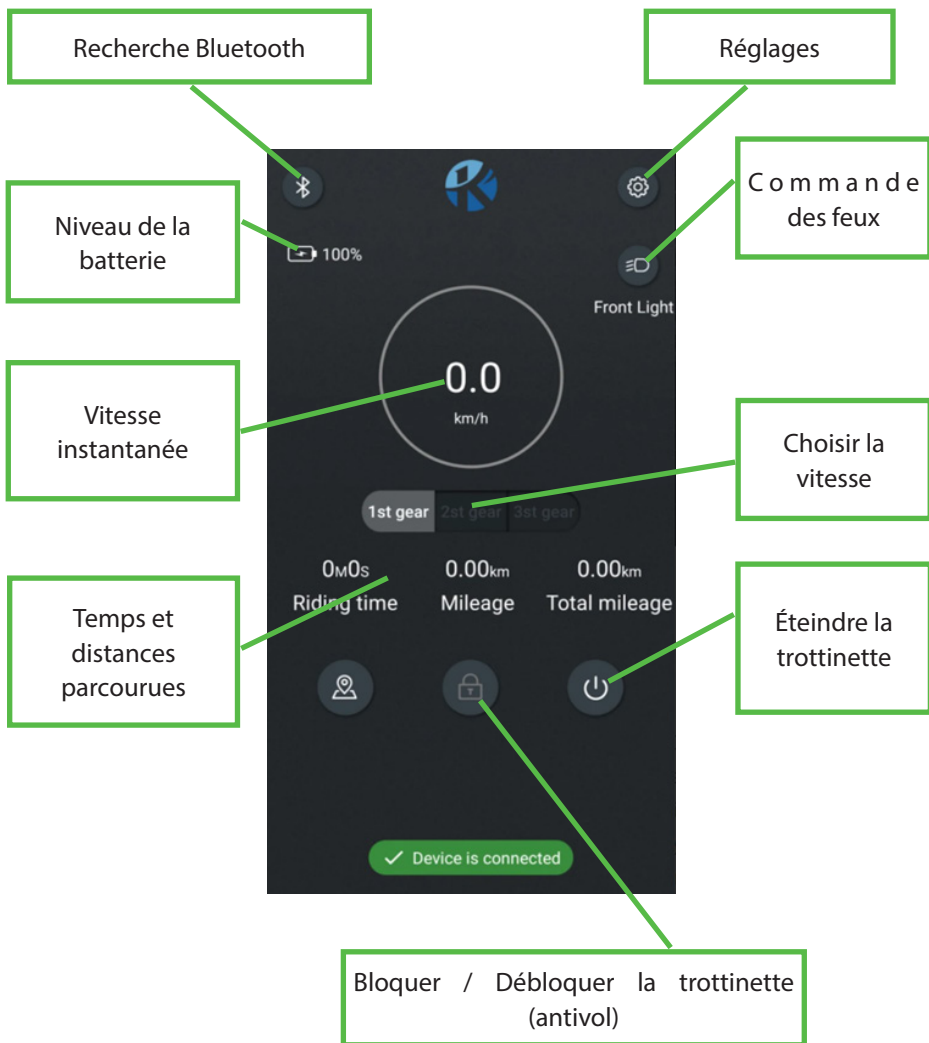 Recherche Bluetooth
Réglages
Commande
des feux
Niveau de la
batterie
100%
Front Light
Vitesse
instantanée
0.0
km/h
Choisir la
vitesse
1st gear 2st gear 3st gear
0M0s 0.00km 0.00km
Riding time Mileage Total mileage
Temps et
distances
parcourues
Éteindre la
trottinette
Device is connected
Bloquer / Débloquer la trottinette
(antivol)